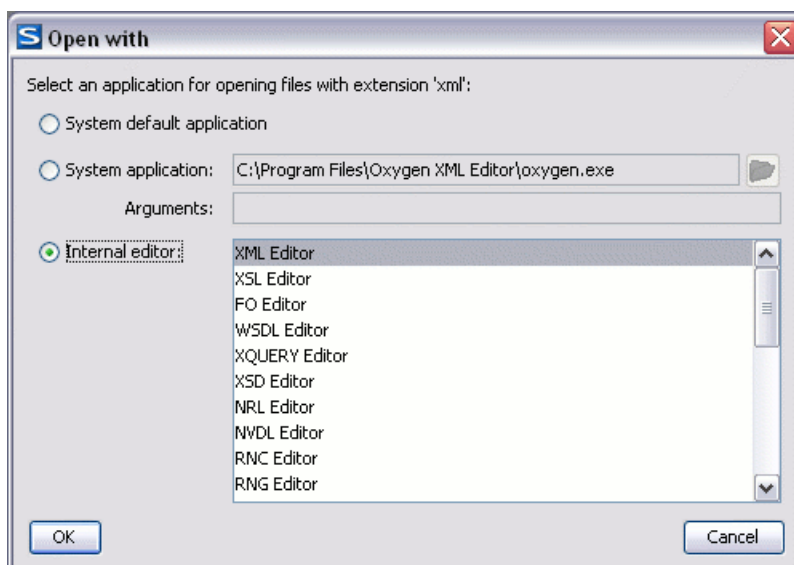 S Open with
Select an application for opening files with extension 'xml':
System default application
System application: C:\Program Files\Oxygen XML Editor\oxygen.exe
Arguments:
Internal editor: XML Editor
XSL Editor
FO Editor
WSDL Editor
XQUERY Editor
XSD Editor
NRL Editor
NVDL Editor
RNC Editor
RNG Editor
OK Cancel